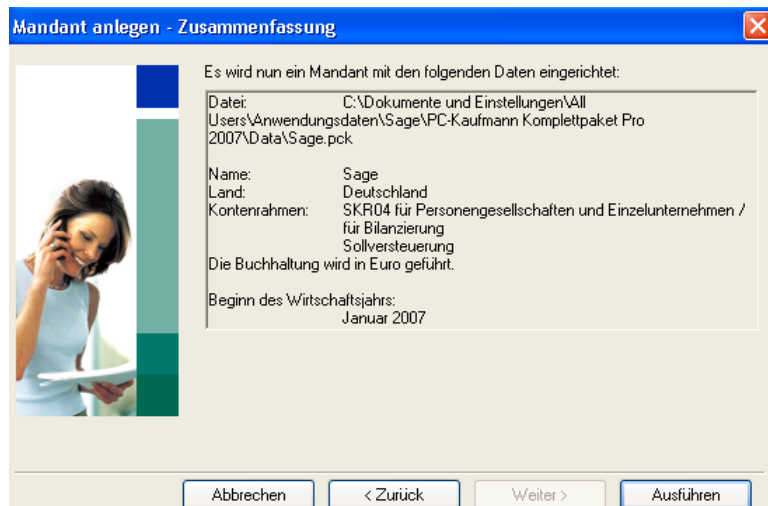 Mandant anlegen - Zusammenfassung
Es wird nun ein Mandant mit den folgenden Daten eingerichtet:
Datei: C:\Dokumente und Einstellungen\All
Users\Anwendungsdaten\Sage\PC-Kaufmann Komplettpaket Pro
2007\Data\Sage.pck
Name: Sage
Land: Deutschland
Kontenrahmen: SKR04 für Personengesellschaften und Einzelunternehmen /
für Bilanzierung
Sollversteuerung
Die Buchhaltung wird in Euro geführt.
Beginn des Wirtschaftsjahrs:
Januar 2007
Abbrechen < Zurück Weiter > Ausführen